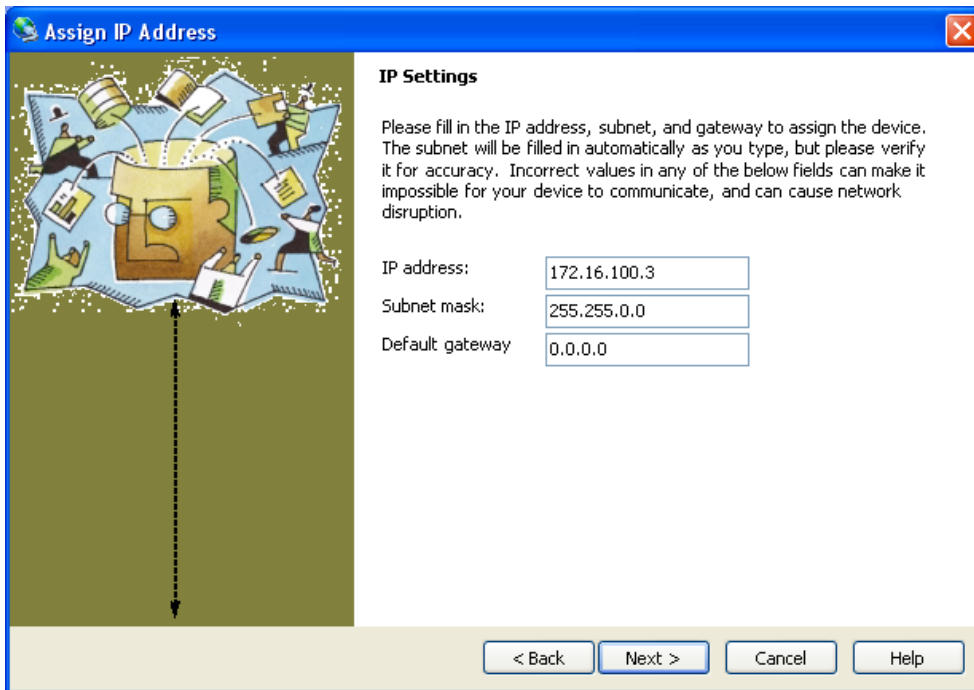 Assign IP Address
IP Settings
Please fill in the IP address, subnet, and gateway to assign the device.
The subnet will be filled in automatically as you type, but please verify
it for accuracy.  Incorrect values in any of the below fields can make it
impossible for your device to communicate, and can cause network
disruption.
IP address: 172.16.100.3
Subnet mask: 255.255.0.0
Default gateway 0.0.0.0
< Back Next > Cancel Help